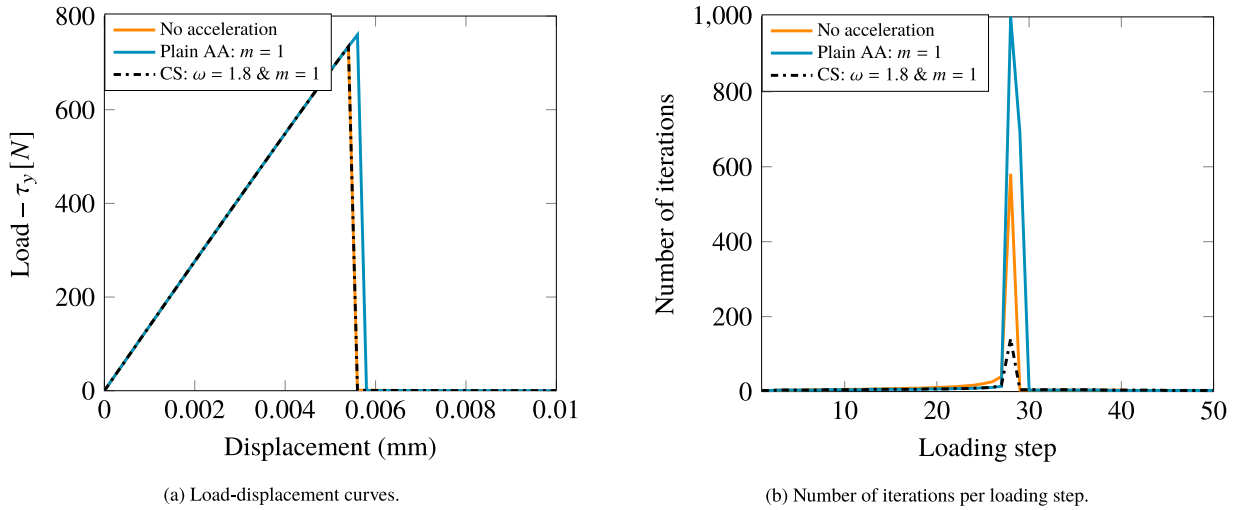 800
600
400
200
0
0
0.002
0.004
0.006
0.008
0.01
Load − τy [N]
Displacement (mm)
No acceleration
Plain AA: m = 1
CS: ω = 1.8 & m = 1
(a) Load-displacement curves.
1,000
800
600
400
200
0
10
20
30
40
50
Number of iterations
Loading step
No acceleration
Plain AA: m = 1
CS: ω = 1.8 & m = 1
(b) Number of iterations per loading step.